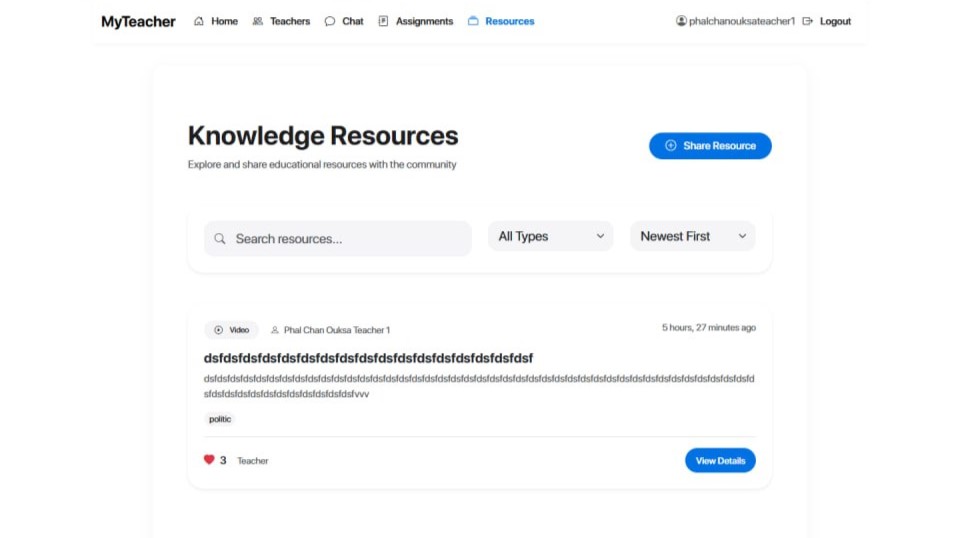 MyTeacher Home Teachers Chat Assignments Resources phalchanouksateacher1 Logout
Knowledge Resources
Share Resource
Explore and share educational resources with the community
Search resources... All Types Newest First
Video Phal Chan Ouksa Teacher 1 5 hours, 27 minutes ago
dsfdsfdsfdsfdsfdsfdsfdsfdsfdsfdsfdsfdsfdsfdsfdsfdsf
politic
3 Teacher View Details